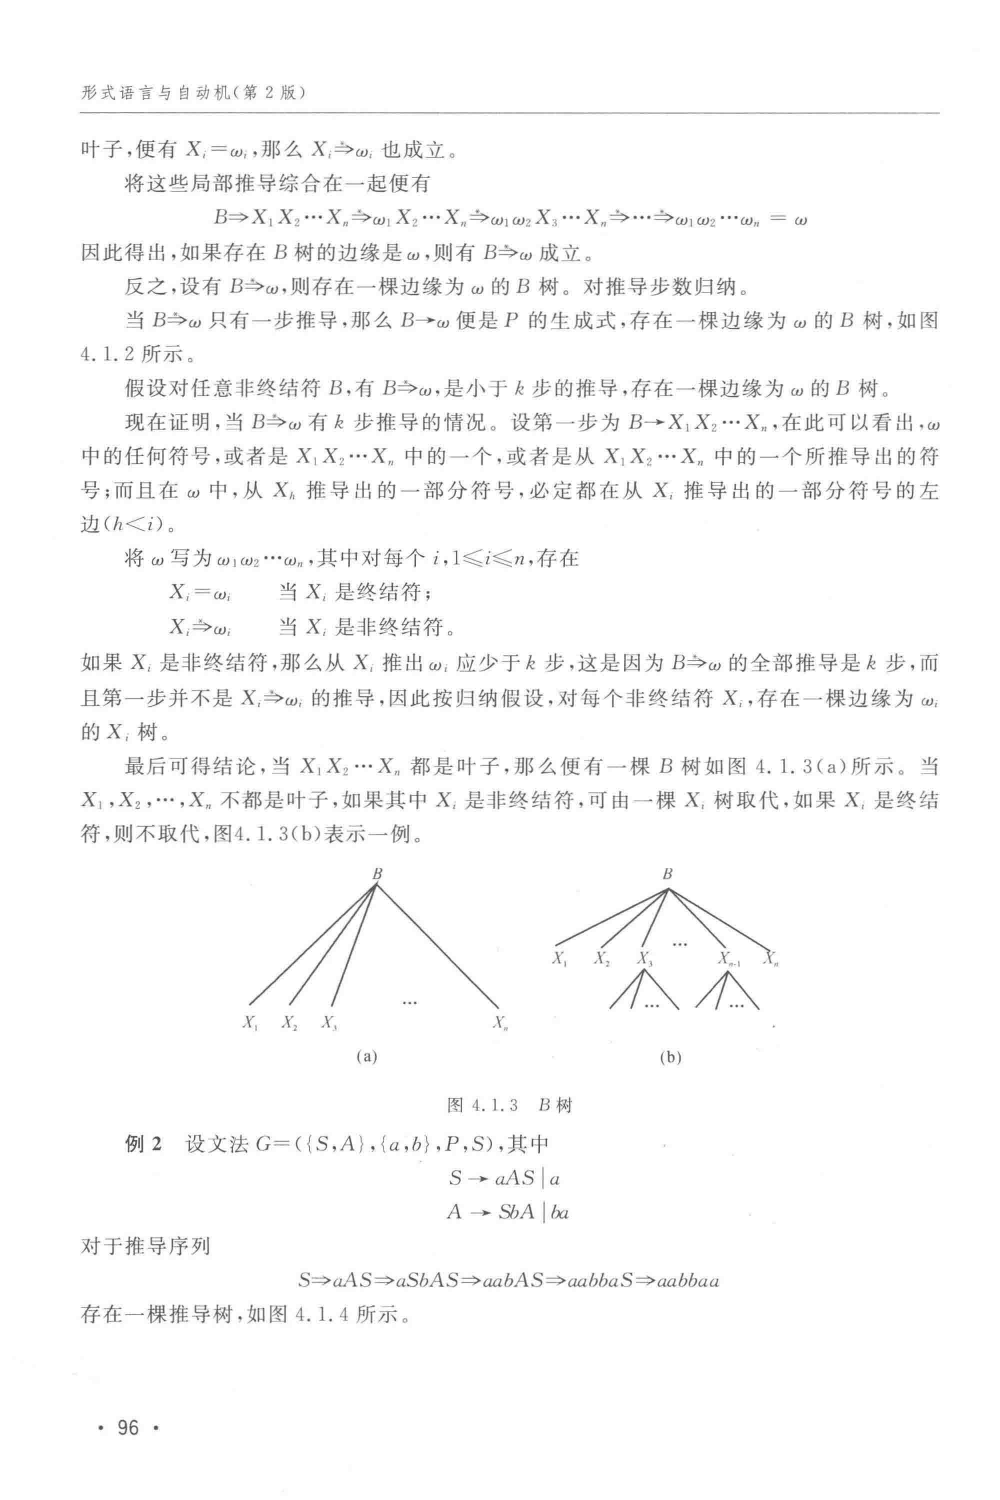 形式语言与自动机(第2版)
叶子,便有 Xᵢ=ωᵢ,那么 Xᵢ⇒*ωᵢ 也成立。
将这些局部推导综合在一起便有
B⇒X₁X₂⋯Xₙ⇒*ω₁X₂⋯Xₙ⇒*ω₁ω₂X₃⋯Xₙ⇒*⋯⇒*ω₁ω₂⋯ωₙ = ω
因此得出,如果存在 B 树的边缘是 ω,则有 B⇒*ω 成立。
反之,设有 B⇒*ω,则存在一棵边缘为 ω 的 B 树。对推导步数归纳。
当 B⇒*ω 只有一步推导,那么 B→ω 便是 P 的生成式,存在一棵边缘为 ω 的 B 树,如图
4.1.2 所示。
假设对任意非终结符 B,有 B⇒*ω,是小于 k 步的推导,存在一棵边缘为 ω 的 B 树。
现在证明,当 B⇒*ω 有 k 步推导的情况。设第一步为 B→X₁X₂⋯Xₙ,在此可以看出,ω
中的任何符号,或者是 X₁X₂⋯Xₙ 中的一个,或者是从 X₁X₂⋯Xₙ 中的一个所推导出的符
号;而且在 ω 中,从 Xₕ 推导出的一部分符号,必定都在从 Xᵢ 推导出的一部分符号的左
边(h<i)。
将 ω 写为 ω₁ω₂⋯ωₙ,其中对每个 i,1≤i≤n,存在
Xᵢ=ωᵢ 当 Xᵢ 是终结符;
Xᵢ⇒*ωᵢ 当 Xᵢ 是非终结符。
如果 Xᵢ 是非终结符,那么从 Xᵢ 推出 ωᵢ 应少于 k 步,这是因为 B⇒*ω 的全部推导是 k 步,而
且第一步并不是 Xᵢ⇒*ωᵢ 的推导,因此按归纳假设,对每个非终结符 Xᵢ,存在一棵边缘为 ωᵢ
的 Xᵢ 树。
最后可得结论,当 X₁X₂⋯Xₙ 都是叶子,那么便有一棵 B 树如图 4.1.3(a)所示。当
X₁,X₂,⋯,Xₙ 不都是叶子,如果其中 Xᵢ 是非终结符,可由一棵 Xᵢ 树取代,如果 Xᵢ 是终结
符,则不取代,图4.1.3(b)表示一例。
B
X₁ X₂ X₃ ⋯ Xₙ
(a)
B
X₁ X₂ X₃ ⋯ Xₙ₋₁ Xₙ
⋯ ⋯
(b)
图 4.1.3 B 树
例 2 设文法 G=({S,A},{a,b},P,S),其中
S → aAS|a
A → SbA|ba
对于推导序列
S⇒aAS⇒aSbAS⇒aabAS⇒aabbaS⇒aabbaa
存在一棵推导树,如图 4.1.4 所示。
· 96 ·